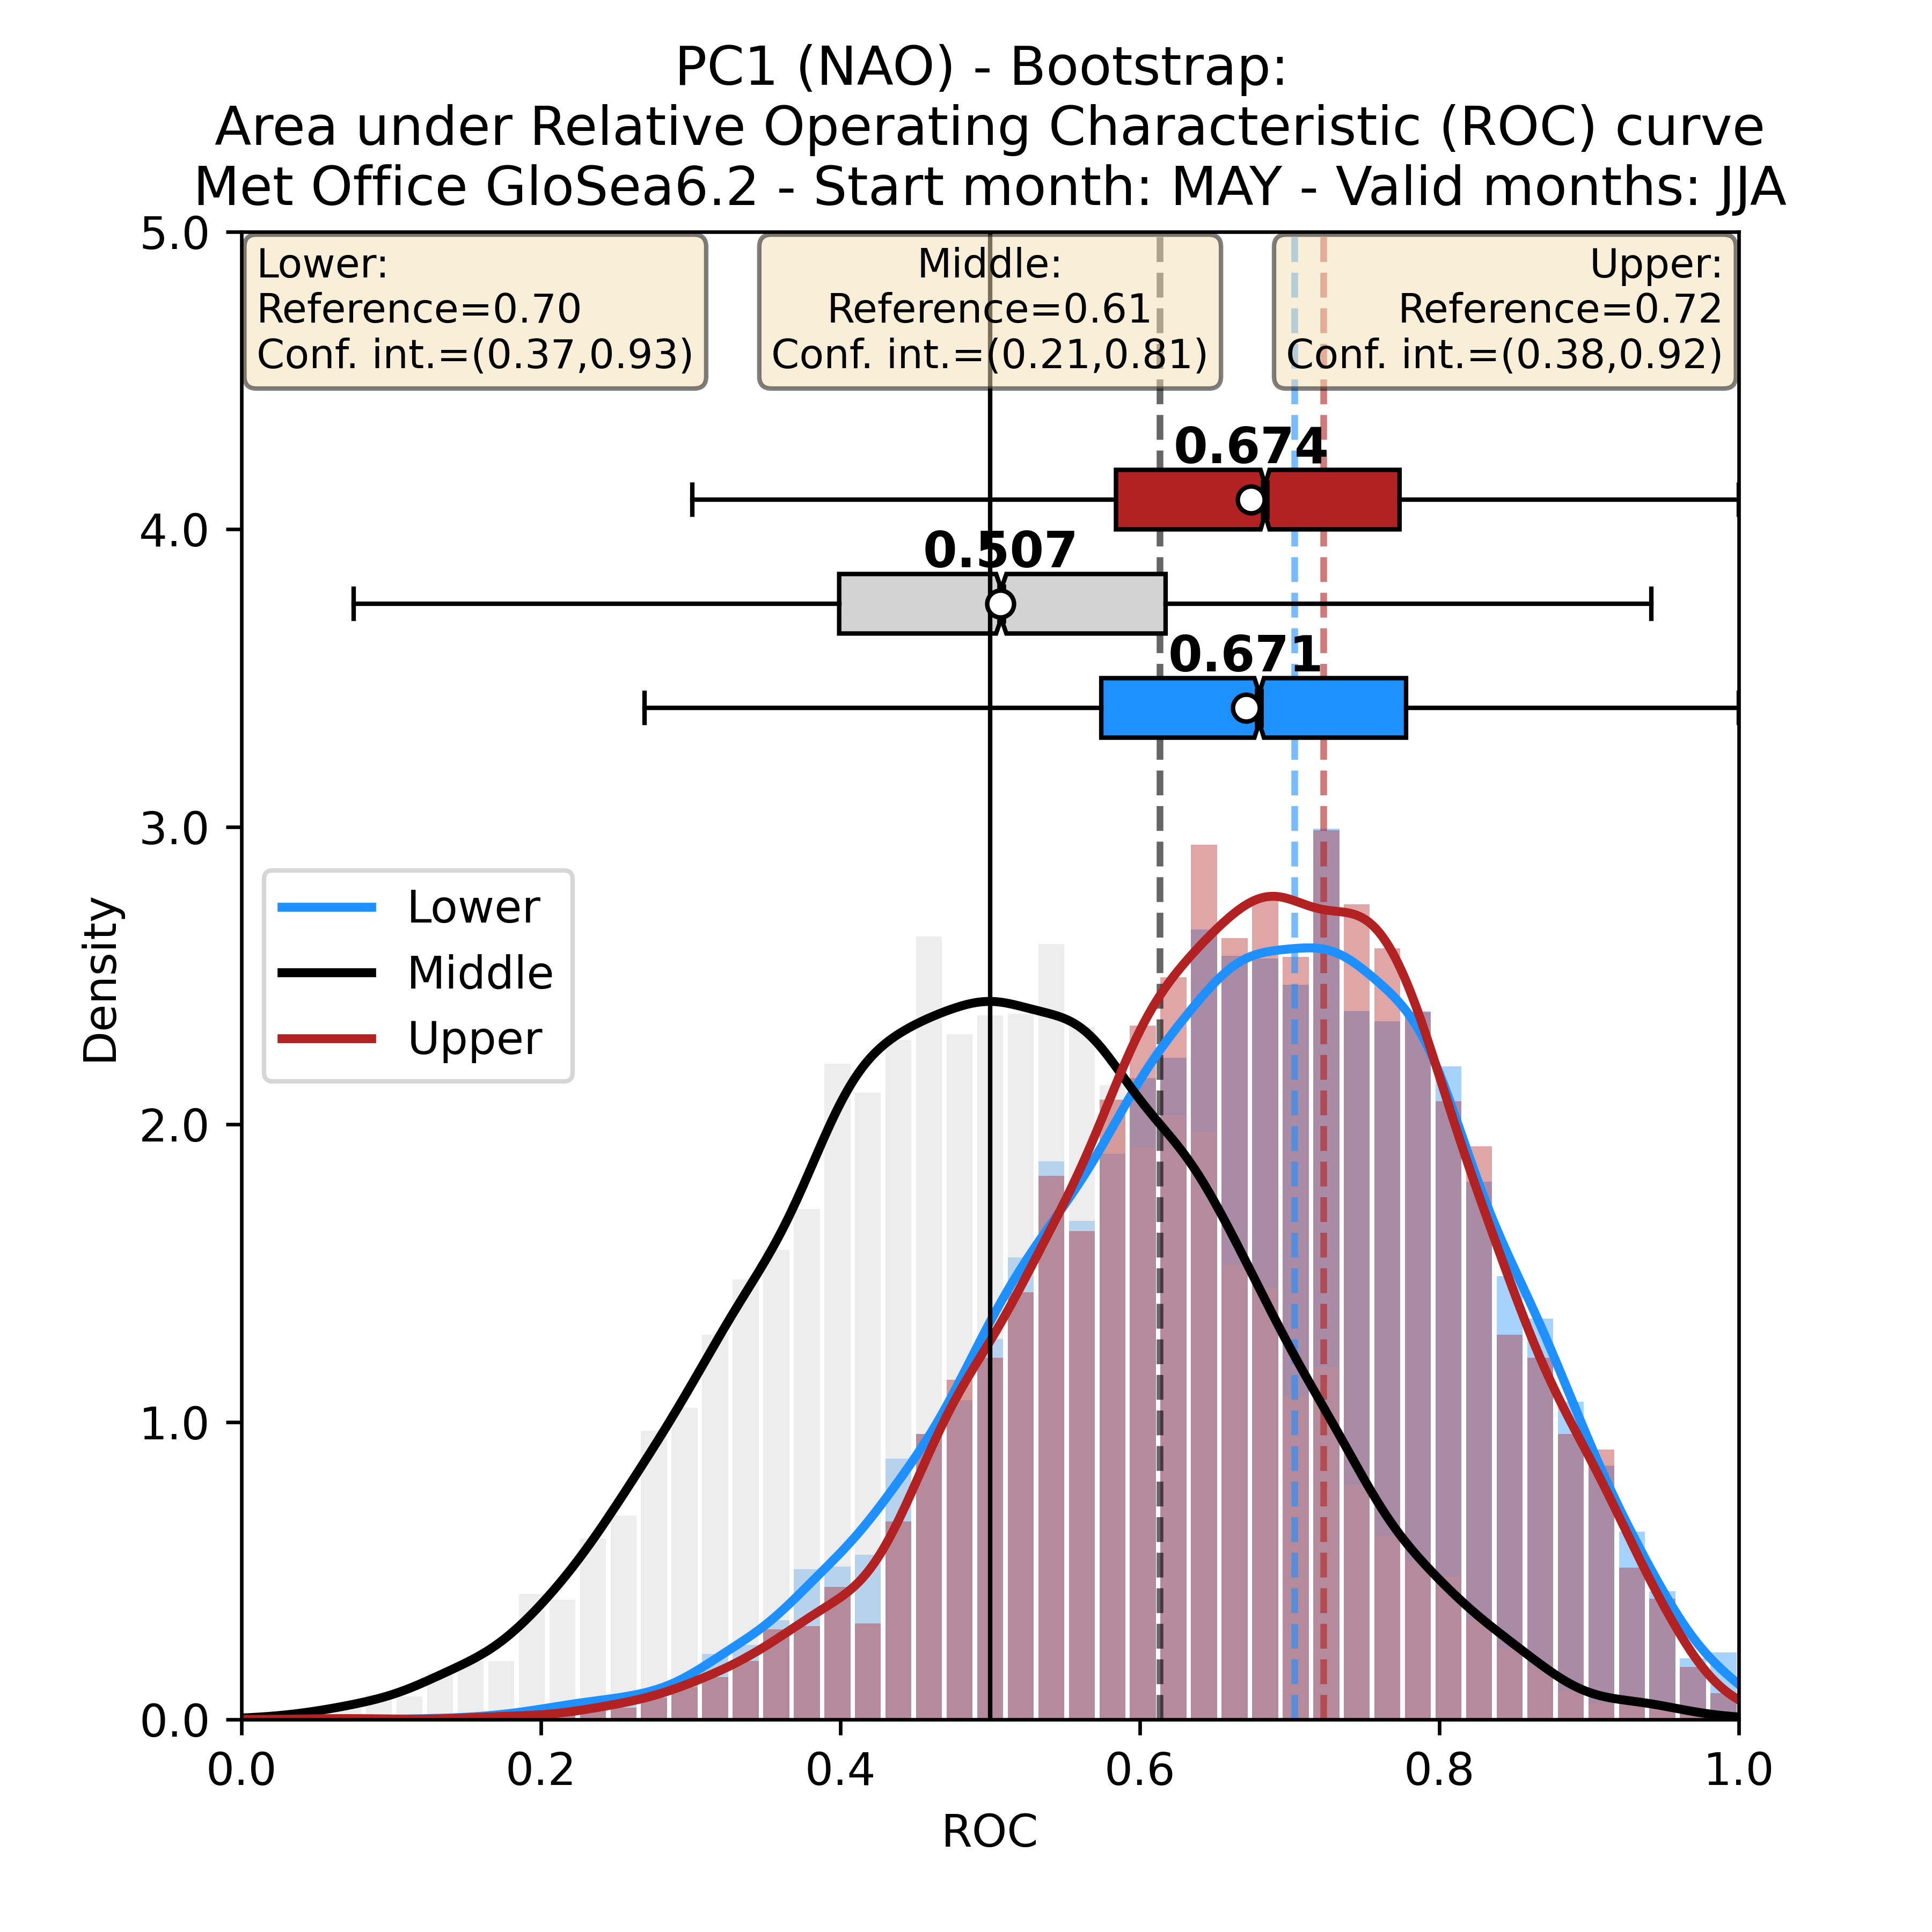 PC1 (NAO) - Bootstrap:
Area under Relative Operating Characteristic (ROC) curve
Met Office GloSea6.2 - Start month: MAY - Valid months: JJA
Lower:
Reference=0.70
Conf. int.=(0.37,0.93)
Middle:
Reference=0.61
Conf. int.=(0.21,0.81)
Upper:
Reference=0.72
Conf. int.=(0.38,0.92)
0.674
0.507
0.671
5.0
4.0
3.0
2.0
1.0
0.0
Density
Lower
Middle
Upper
0.0 0.2 0.4 0.6 0.8 1.0
ROC